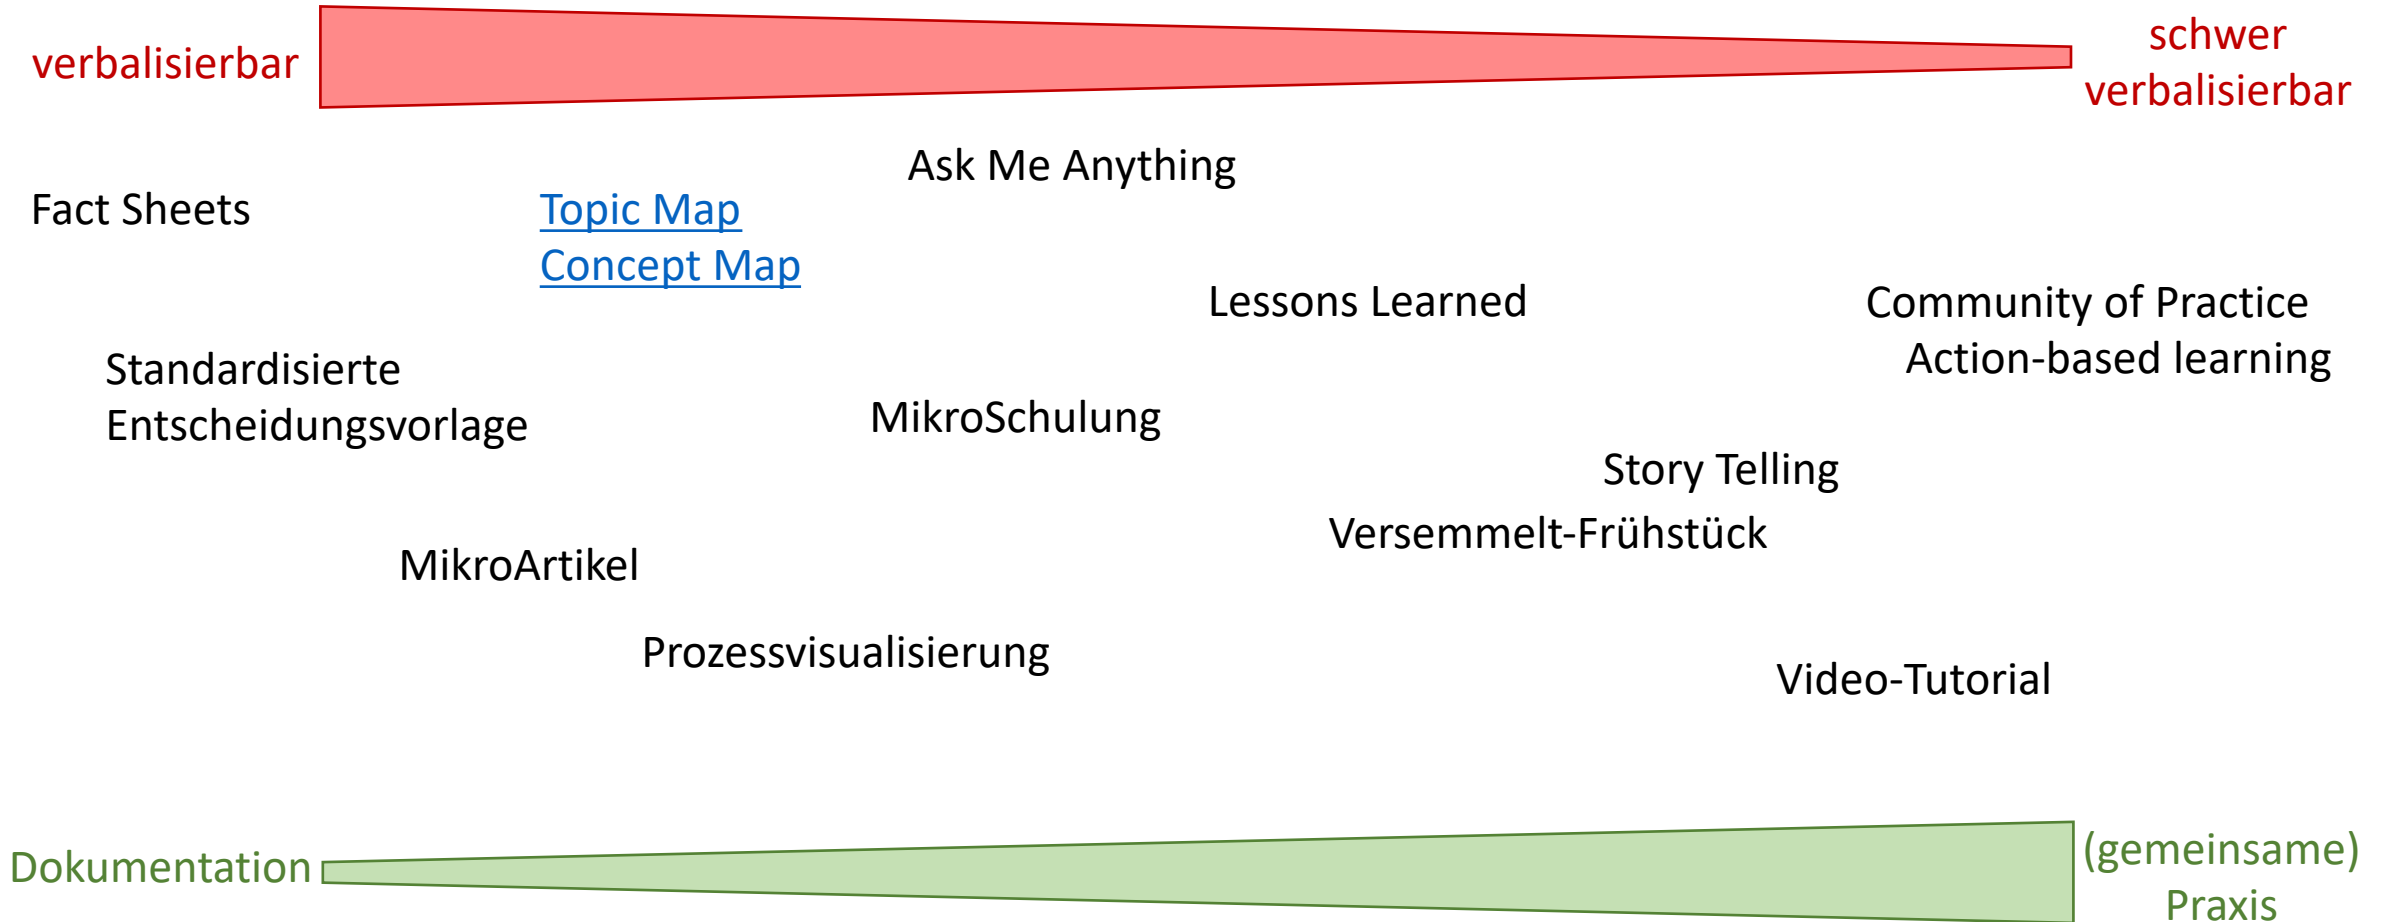 verbalisierbar
schwer
verbalisierbar
Ask Me Anything
Fact Sheets
Topic Map
Concept Map
Lessons Learned
Community of Practice
Action-based learning
Standardisierte
Entscheidungsvorlage
MikroSchulung
Story Telling
Versemmelt-Frühstück
MikroArtikel
Prozessvisualisierung
Video-Tutorial
Dokumentation
(gemeinsame)
Praxis